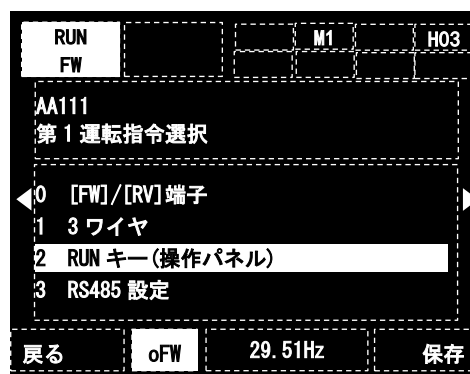 RUN M1 H03
FW
AA111
第1運転指令選択
0 [FW]/[RV]端子
1 3ワイヤ
2 RUNキー(操作パネル)
3 RS485設定
戻る oFW 29.51Hz 保存